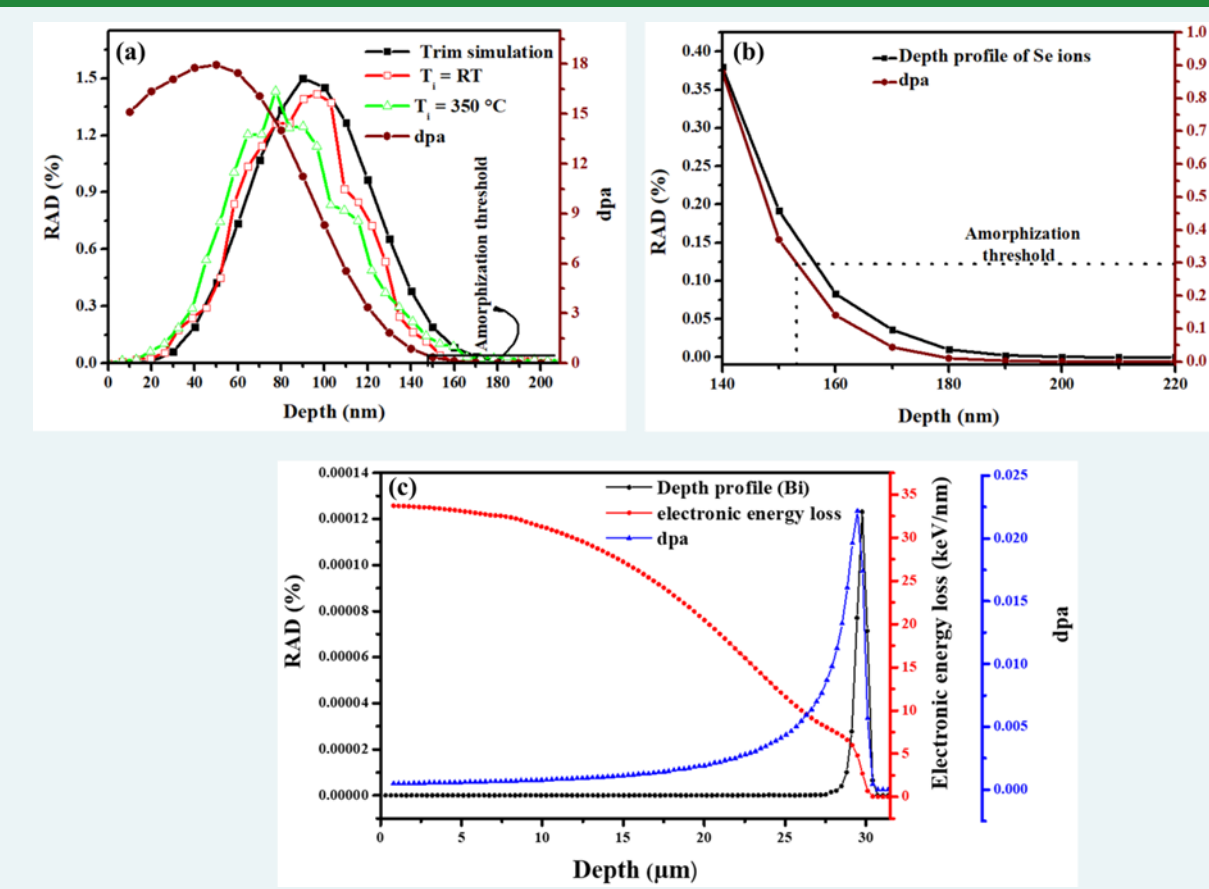 (a)
Trim simulation
Ti = RT
Ti = 350 °C
dpa
RAD (%)
1.5
1.2
0.9
0.6
0.3
0.0
18
15
12
9
6
3
0
dpa
Amorphization threshold
0 20 40 60 80 100 120 140 160 180 200
Depth (nm)
(b)
Depth profile of Se ions
dpa
RAD (%)
0.40
0.35
0.30
0.25
0.20
0.15
0.10
0.05
0.00
1.0
0.9
0.8
0.7
0.6
0.5
0.4
0.3
0.2
0.1
0.0
Amorphization
threshold
140 160 180 200 220
Depth (nm)
(c)
Depth profile (Bi)
electronic energy loss
dpa
RAD (%)
0.00014
0.00012
0.00010
0.00008
0.00006
0.00004
0.00002
0.00000
35
30
25
20
15
10
5
0
Electronic energy loss (keV/nm)
0.025
0.020
0.015
0.010
0.005
0.000
dpa
0 5 10 15 20 25 30
Depth (µm)